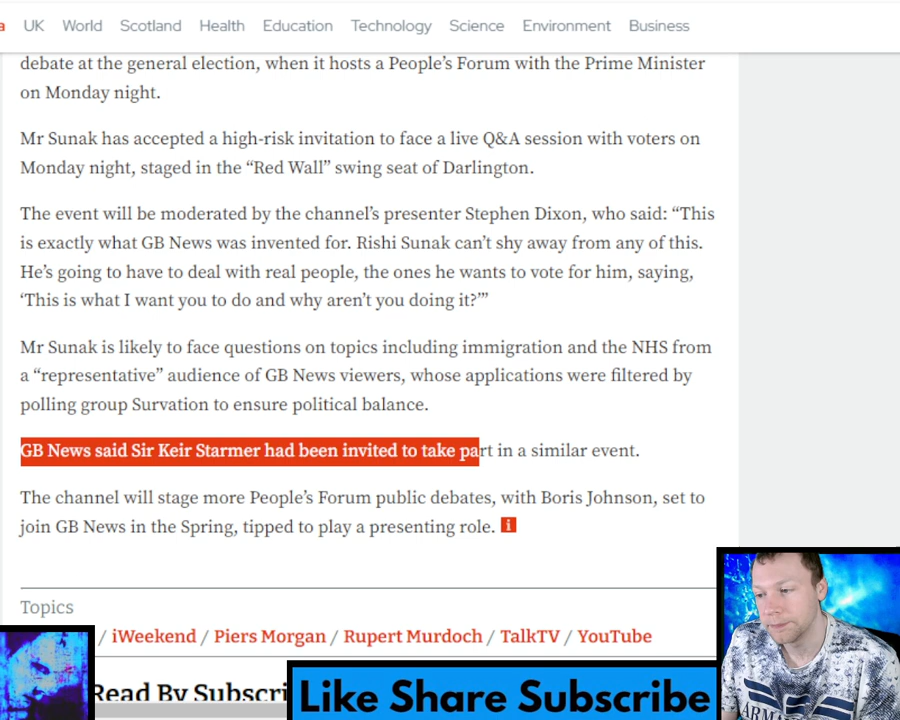 a UK World Scotland Health Education Technology Science Environment Business
debate at the general election, when it hosts a People’s Forum with the Prime Minister
on Monday night.
Mr Sunak has accepted a high-risk invitation to face a live Q&A session with voters on
Monday night, staged in the “Red Wall” swing seat of Darlington.
The event will be moderated by the channel’s presenter Stephen Dixon, who said: “This
is exactly what GB News was invented for. Rishi Sunak can’t shy away from any of this.
He’s going to have to deal with real people, the ones he wants to vote for him, saying,
‘This is what I want you to do and why aren’t you doing it?’”
Mr Sunak is likely to face questions on topics including immigration and the NHS from
a “representative” audience of GB News viewers, whose applications were filtered by
polling group Survation to ensure political balance.
GB News said Sir Keir Starmer had been invited to take part in a similar event.
The channel will stage more People’s Forum public debates, with Boris Johnson, set to
join GB News in the Spring, tipped to play a presenting role. i
Topics
/ iWeekend / Piers Morgan / Rupert Murdoch / TalkTV / YouTube
Read By Subscri
Like Share Subscribe
ARM